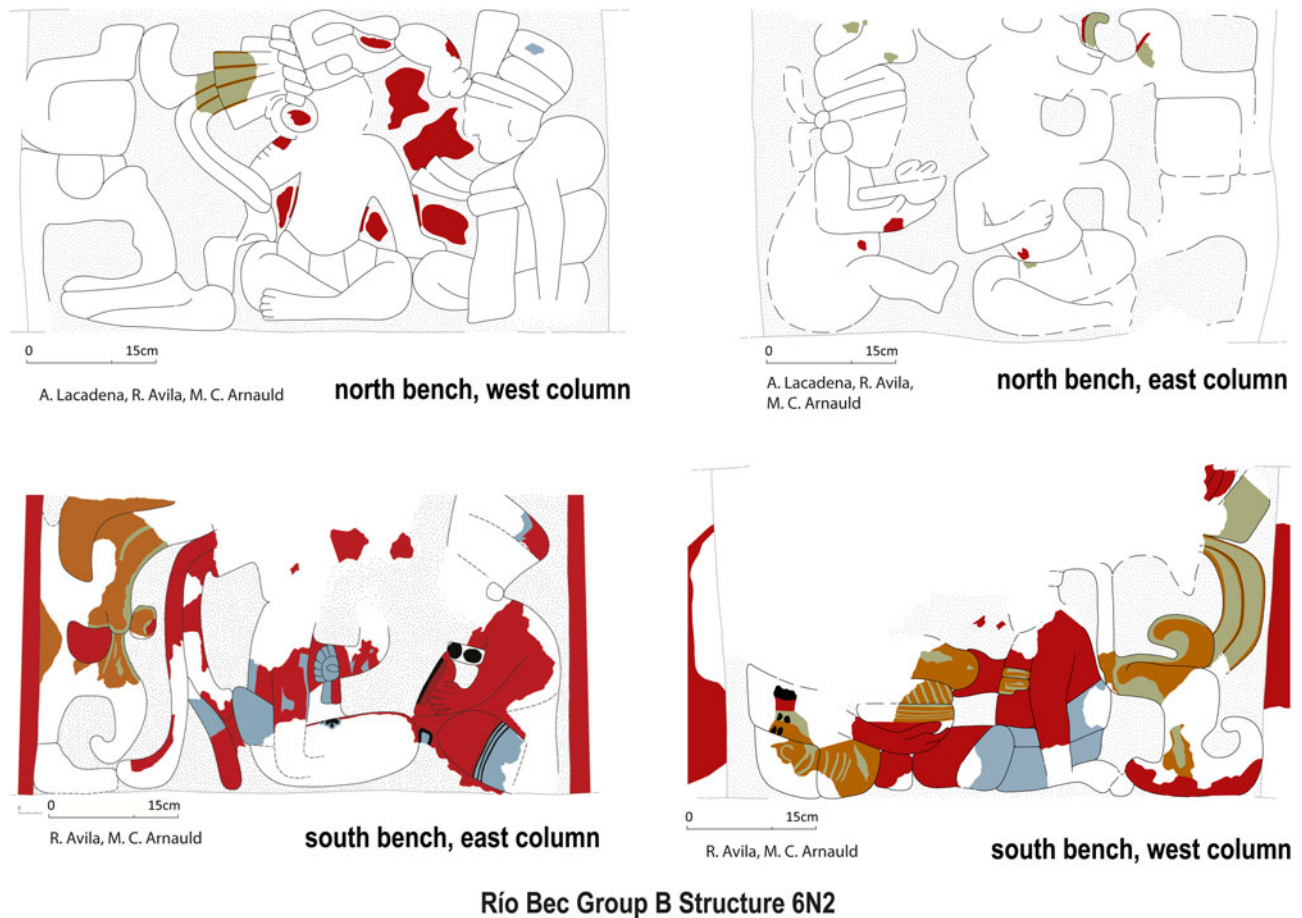 0 15cm
A. Lacadena, R. Avila, M. C. Arnauld
north bench, west column
0 15cm
A. Lacadena, R. Avila,
M. C. Arnauld
north bench, east column
0 15cm
R. Avila, M. C. Arnauld
south bench, east column
0 15cm
R. Avila, M. C. Arnauld
south bench, west column
Río Bec Group B Structure 6N2